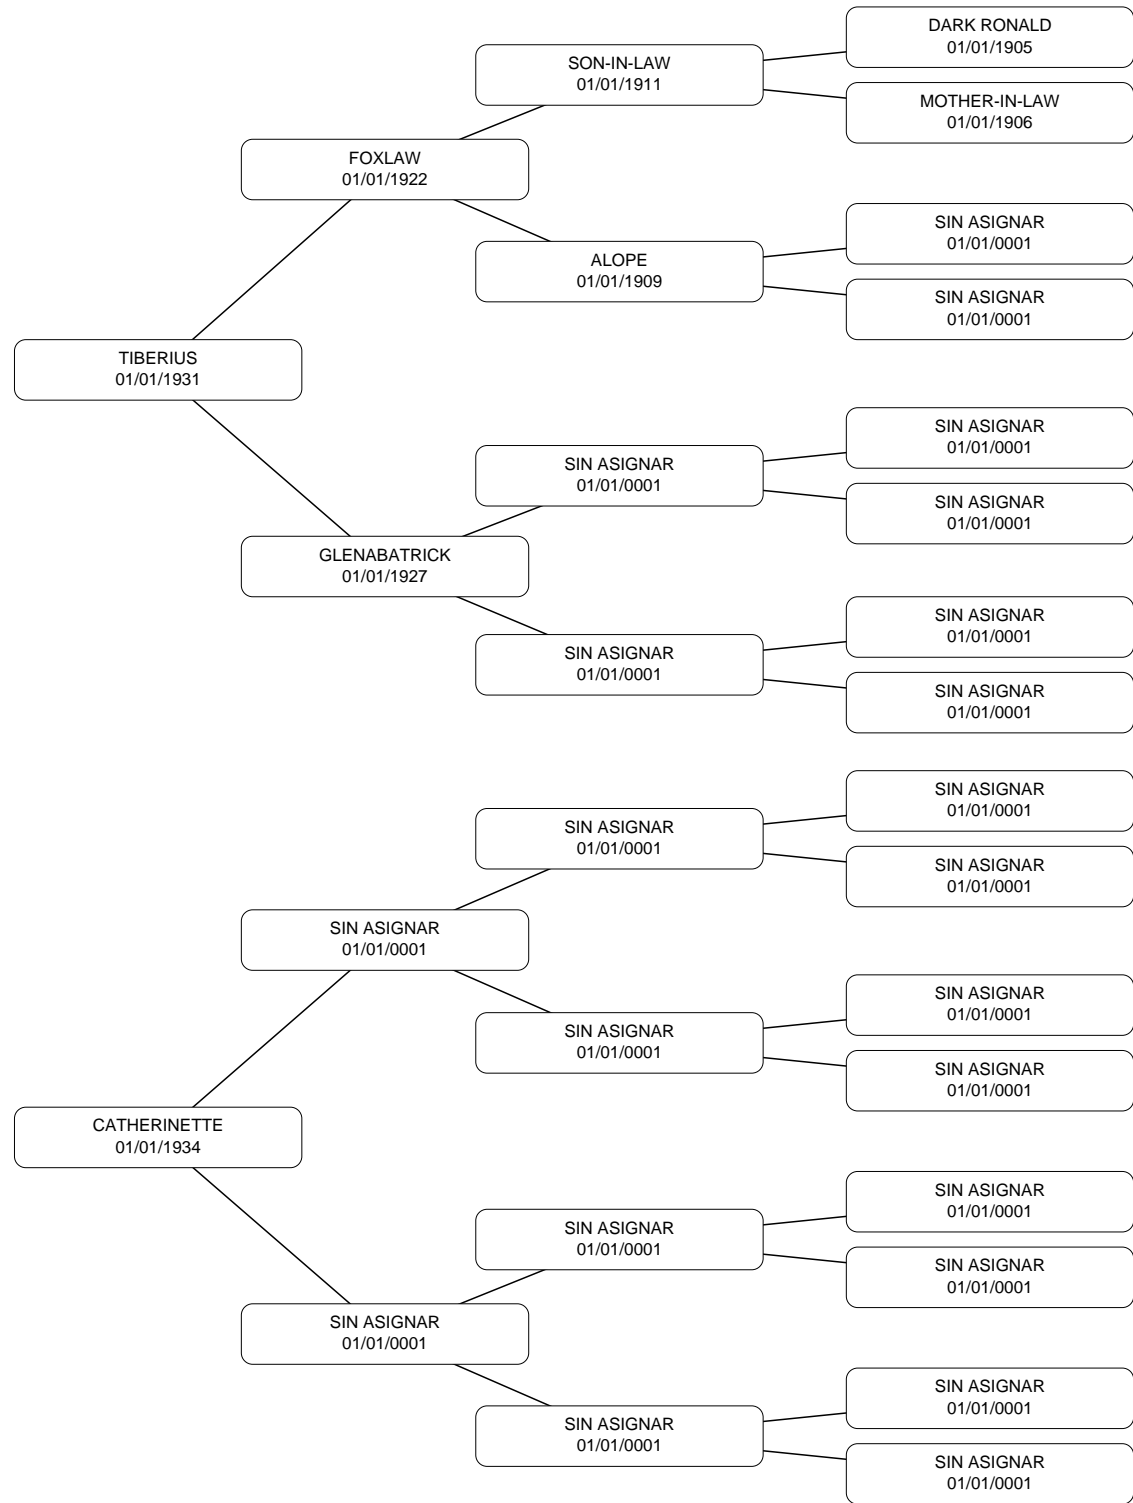 DARK RONALD
01/01/1905
SON-IN-LAW
01/01/1911
MOTHER-IN-LAW
01/01/1906
FOXLAW
01/01/1922
SIN ASIGNAR
01/01/0001
ALOPE
01/01/1909
SIN ASIGNAR
01/01/0001
TIBERIUS
01/01/1931
SIN ASIGNAR
01/01/0001
SIN ASIGNAR
01/01/0001
SIN ASIGNAR
01/01/0001
GLENABATRICK
01/01/1927
SIN ASIGNAR
01/01/0001
SIN ASIGNAR
01/01/0001
SIN ASIGNAR
01/01/0001
SIN ASIGNAR
01/01/0001
SIN ASIGNAR
01/01/0001
SIN ASIGNAR
01/01/0001
SIN ASIGNAR
01/01/0001
SIN ASIGNAR
01/01/0001
SIN ASIGNAR
01/01/0001
SIN ASIGNAR
01/01/0001
CATHERINETTE
01/01/1934
SIN ASIGNAR
01/01/0001
SIN ASIGNAR
01/01/0001
SIN ASIGNAR
01/01/0001
SIN ASIGNAR
01/01/0001
SIN ASIGNAR
01/01/0001
SIN ASIGNAR
01/01/0001
SIN ASIGNAR
01/01/0001